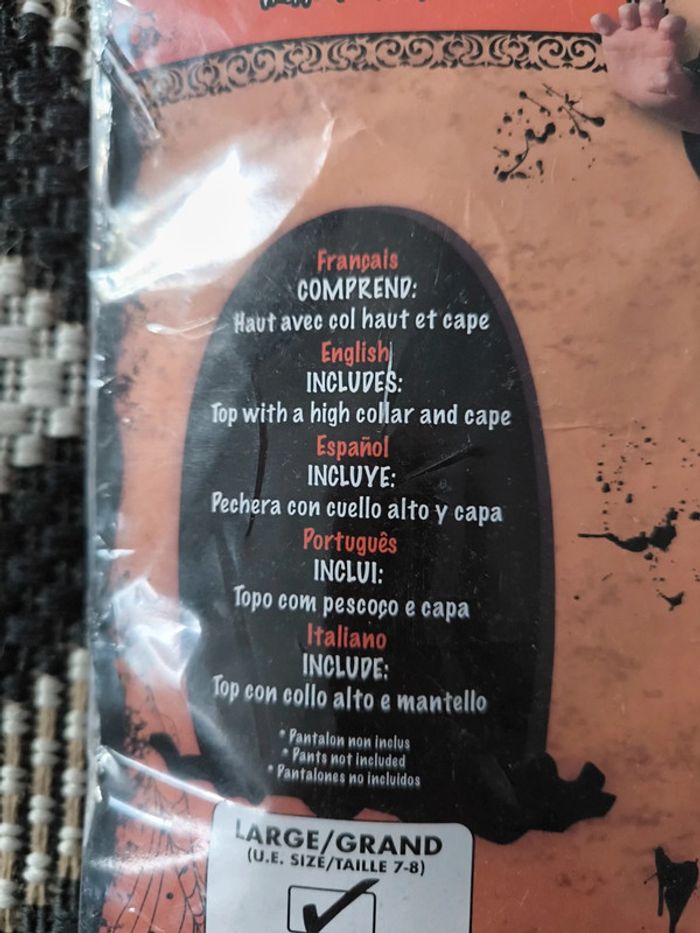 Français
COMPREND:
Haut avec col haut et cape
English
INCLUDES:
Top with a high collar and cape
Español
INCLUYE:
Pechera con cuello alto y capa
Português
INCLUI:
Topo com pescoço e capa
Italiano
INCLUDE:
Top con collo alto e mantello
* Pantalon non inclus
* Pants not included
* Pantalones no incluidos
LARGE/GRAND
(U.E. SIZE/TAILLE 7-8)